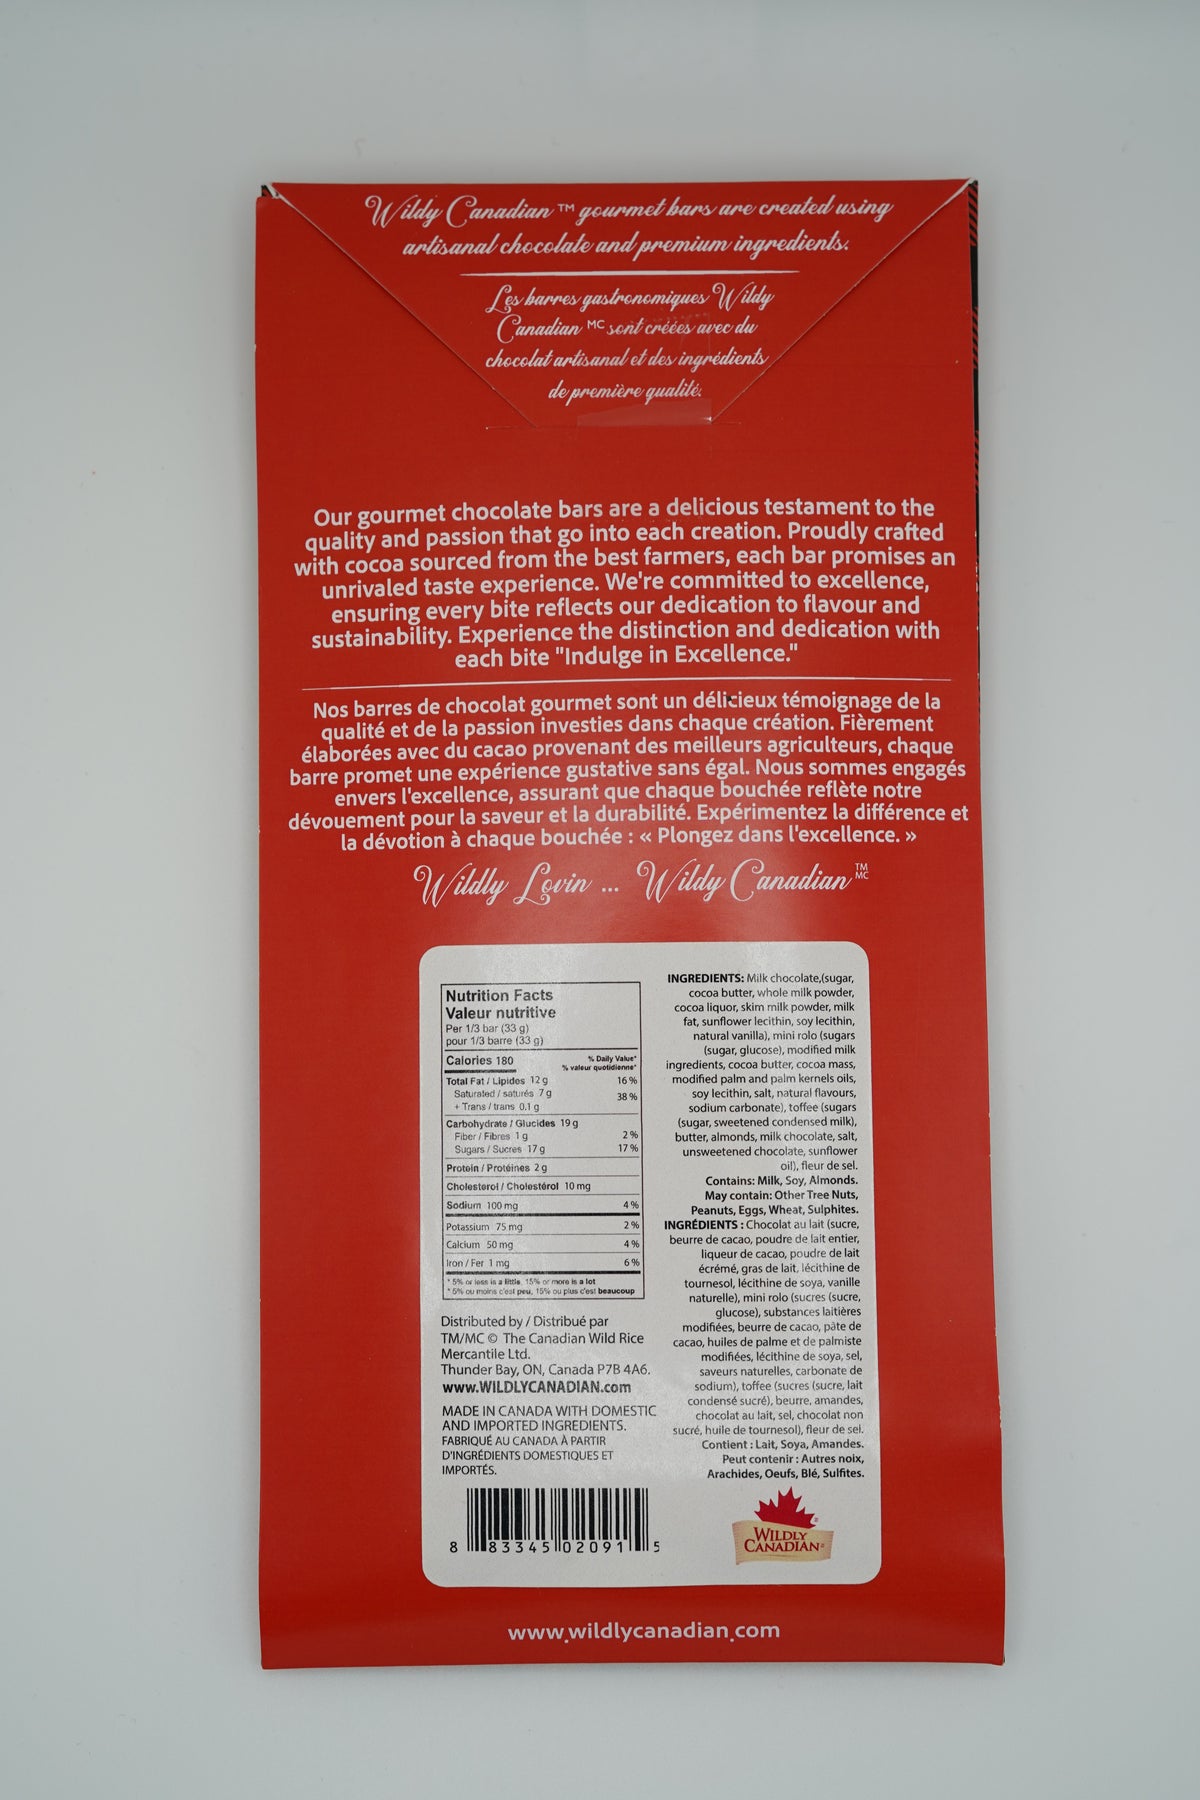 Wildy Canadian ™ gourmet bars are created using
artisanal chocolate and premium ingredients.
Les barres gastronomiques Wildy
Canadian MC sont créées avec du
chocolat artisanal et des ingrédients
de première qualité.
Our gourmet chocolate bars are a delicious testament to the
quality and passion that go into each creation. Proudly crafted
with cocoa sourced from the best farmers, each bar promises an
unrivaled taste experience. We're committed to excellence,
ensuring every bite reflects our dedication to flavour and
sustainability. Experience the distinction and dedication with
each bite "Indulge in Excellence."
Nos barres de chocolat gourmet sont un délicieux témoignage de la
qualité et de la passion investies dans chaque création. Fièrement
élaborées avec du cacao provenant des meilleurs agriculteurs, chaque
barre promet une expérience gustative sans égal. Nous sommes engagés
envers l'excellence, assurant que chaque bouchée reflète notre
dévouement pour la saveur et la durabilité. Expérimentez la différence et
la dévotion à chaque bouchée : « Plongez dans l'excellence. »
Wildly Lovin ... Wildy Canadian TM MC
Nutrition Facts
Valeur nutritive
Per 1/3 bar (33 g)
pour 1/3 barre (33 g)
Calories 180
% Daily Value*
% valeur quotidienne*
Total Fat / Lipides 12 g 16 %
Saturated / saturés 7 g
+ Trans / trans 0.1 g 38 %
Carbohydrate / Glucides 19 g
Fiber / Fibres 1 g 2 %
Sugars / Sucres 17 g 17 %
Protein / Protéines 2 g
Cholesterol / Cholestérol 10 mg
Sodium 100 mg 4 %
Potassium 75 mg 2 %
Calcium 50 mg 4 %
Iron / Fer 1 mg 6 %
* 5% or less is a little, 15% or more is a lot
* 5% ou moins c'est peu, 15% ou plus c'est beaucoup
Distributed by / Distribué par
TM/MC © The Canadian Wild Rice
Mercantile Ltd.
Thunder Bay, ON, Canada P7B 4A6.
www.WILDLYCANADIAN.com
MADE IN CANADA WITH DOMESTIC
AND IMPORTED INGREDIENTS.
FABRIQUÉ AU CANADA À PARTIR
D'INGRÉDIENTS DOMESTIQUES ET
IMPORTÉS.
8 83345 02091 5
INGREDIENTS: Milk chocolate,(sugar,
cocoa butter, whole milk powder,
cocoa liquor, skim milk powder, milk
fat, sunflower lecithin, soy lecithin,
natural vanilla), mini rolo (sugars
(sugar, glucose), modified milk
ingredients, cocoa butter, cocoa mass,
modified palm and palm kernels oils,
soy lecithin, salt, natural flavours,
sodium carbonate), toffee (sugars
(sugar, sweetened condensed milk),
butter, almonds, milk chocolate, salt,
unsweetened chocolate, sunflower
oil), fleur de sel.
Contains: Milk, Soy, Almonds.
May contain: Other Tree Nuts,
Peanuts, Eggs, Wheat, Sulphites.
INGRÉDIENTS : Chocolat au lait (sucre,
beurre de cacao, poudre de lait entier,
liqueur de cacao, poudre de lait
écrémé, gras de lait, lécithine de
tournesol, lécithine de soya, vanille
naturelle), mini rolo (sucres (sucre,
glucose), substances laitières
modifiées, beurre de cacao, pâte de
cacao, huiles de palme et de palmiste
modifiées, lécithine de soya, sel,
saveurs naturelles, carbonate de
sodium), toffee (sucres (sucre, lait
condensé sucré), beurre, amandes,
chocolat au lait, sel, chocolat non
sucré, huile de tournesol), fleur de sel.
Contient : Lait, Soya, Amandes.
Peut contenir : Autres noix,
Arachides, Oeufs, Blé, Sulfites.
WILDLY
CANADIAN®
www.wildlycanadian.com